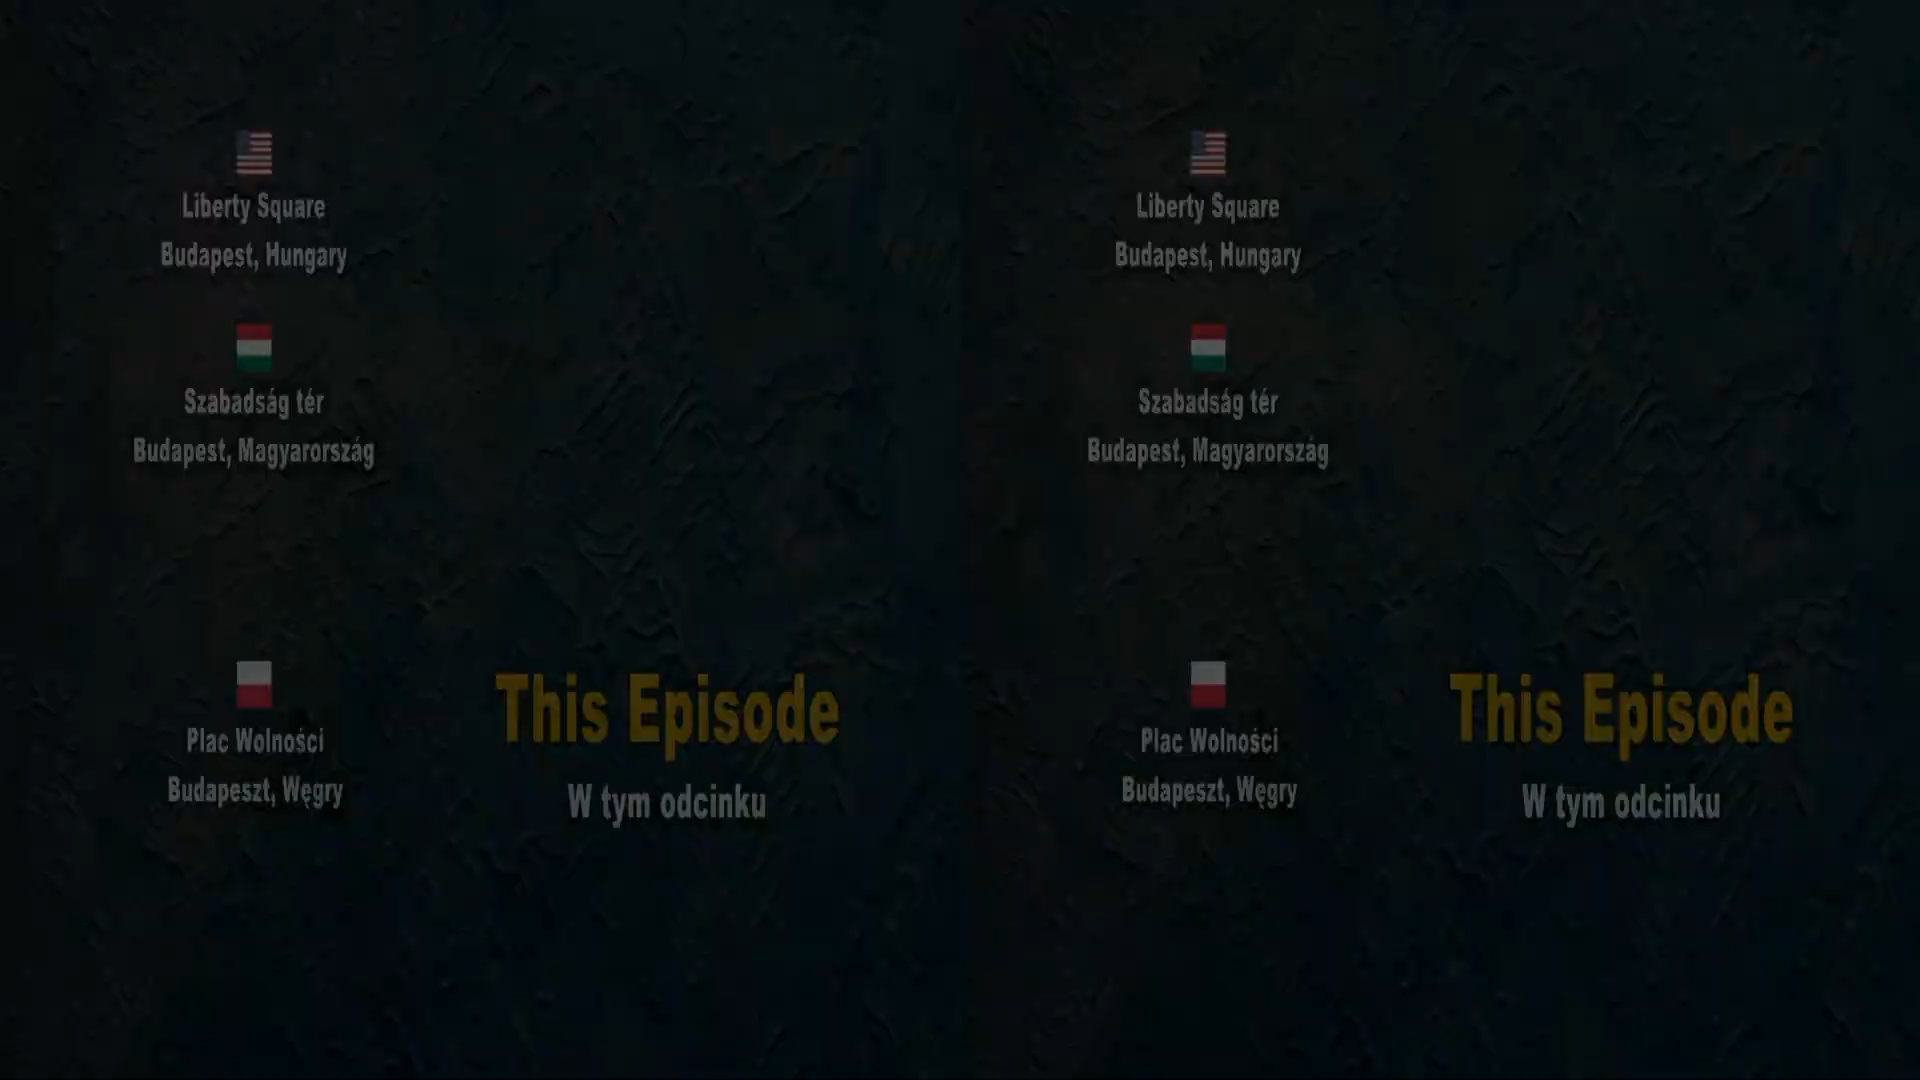 Liberty Square
Budapest, Hungary
Szabadság tér
Budapest, Magyarország
Plac Wolności
Budapeszt, Węgry
This Episode
W tym odcinku
Liberty Square
Budapest, Hungary
Szabadság tér
Budapest, Magyarország
Plac Wolności
Budapeszt, Węgry
This Episode
W tym odcinku